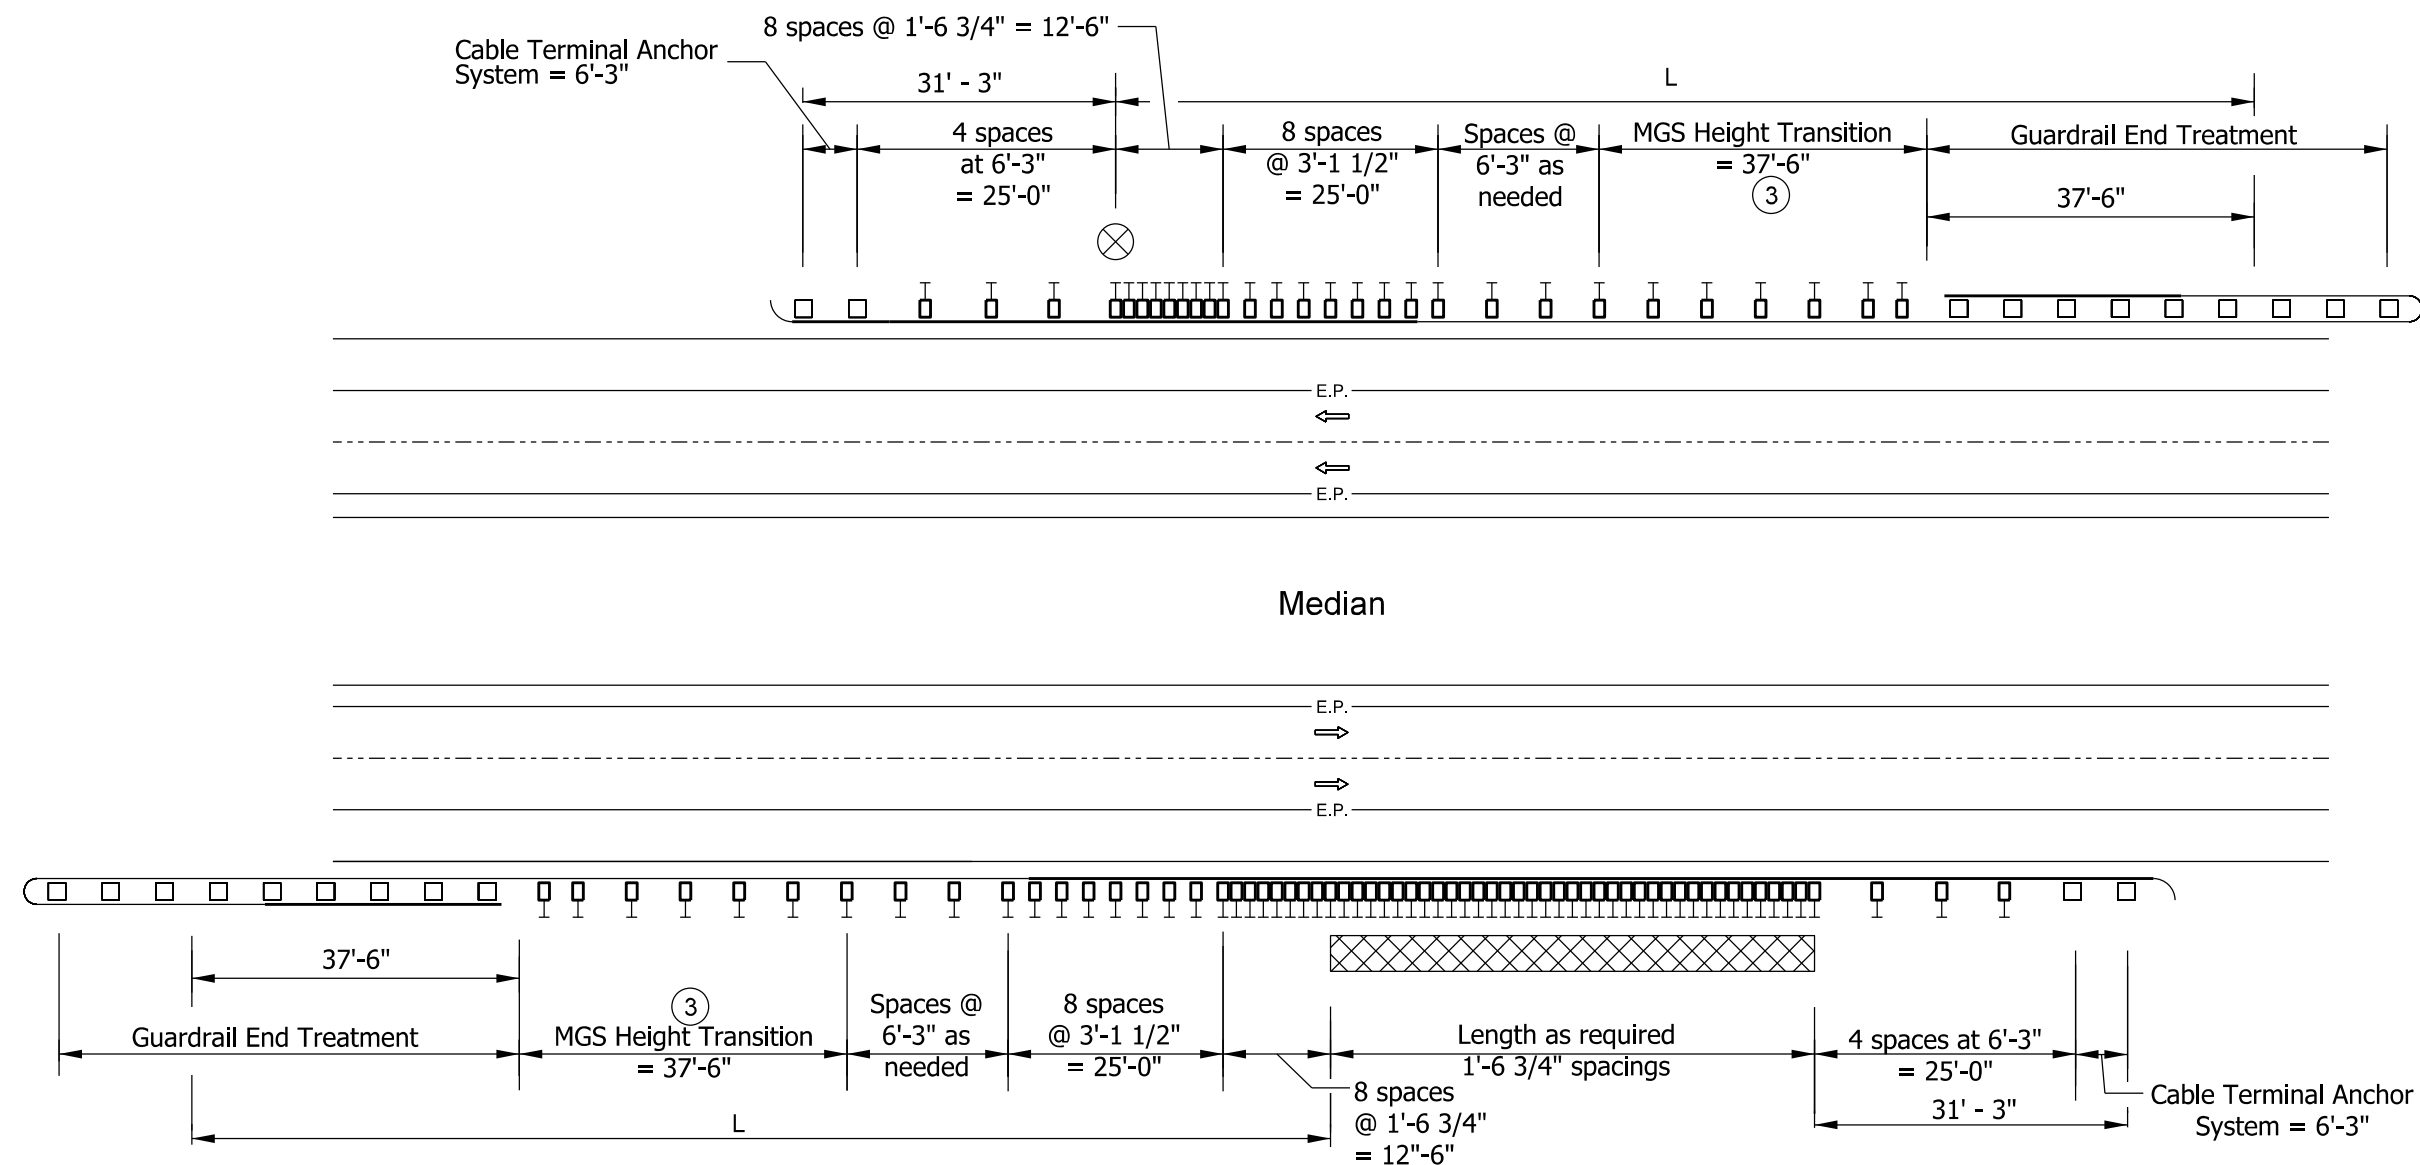 8 spaces @ 1'-6 3/4" = 12'-6"
Cable Terminal Anchor
System = 6'-3"
31' - 3"
L
4 spaces
at 6'-3"
= 25'-0"
8 spaces
@ 3'-1 1/2"
= 25'-0"
Spaces @
6'-3" as
needed
MGS Height Transition
= 37'-6"
3
Guardrail End Treatment
37'-6"
E.P.
E.P.
Median
E.P.
E.P.
37'-6"
Guardrail End Treatment
3
MGS Height Transition
= 37'-6"
Spaces @
6'-3" as
needed
8 spaces
@ 3'-1 1/2"
= 25'-0"
Length as required
1'-6 3/4" spacings
4 spaces at 6'-3"
= 25'-0"
8 spaces
@ 1'-6 3/4"
= 12"-6"
31' - 3"
Cable Terminal Anchor
System = 6'-3"
L